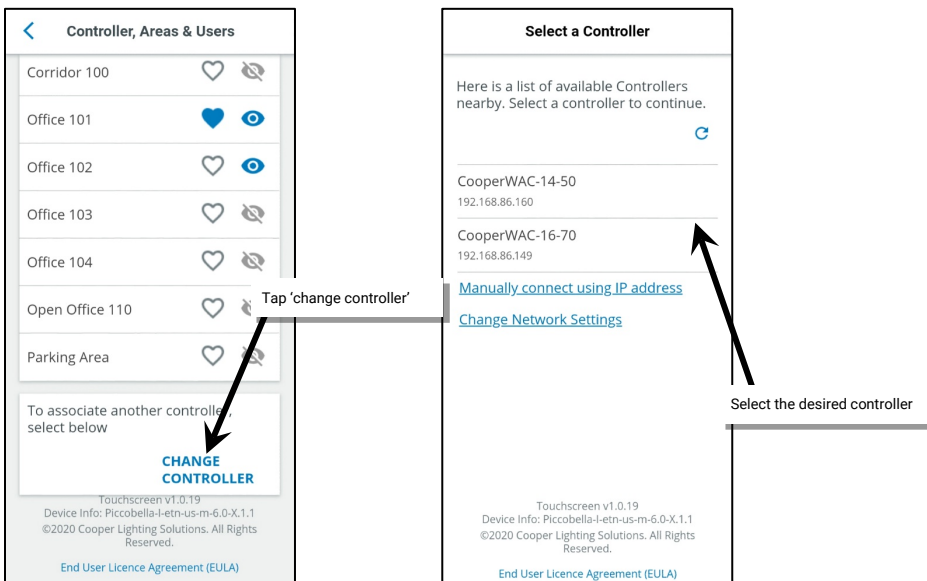 Controller, Areas & Users
Corridor 100
Office 101
Office 102
Office 103
Office 104
Open Office 110
Parking Area
To associate another controller,
select below
CHANGE
CONTROLLER
Touchscreen v1.0.19
Device Info: Piccobella-I-etn-us-m-6.0-X.1.1
©2020 Cooper Lighting Solutions. All Rights
Reserved.
End User Licence Agreement (EULA)
Tap ‘change controller’
Select a Controller
Here is a list of available Controllers
nearby. Select a controller to continue.
CooperWAC-14-50
192.168.86.160
CooperWAC-16-70
192.168.86.149
Manually connect using IP address
Change Network Settings
Touchscreen v1.0.19
Device Info: Piccobella-I-etn-us-m-6.0-X.1.1
©2020 Cooper Lighting Solutions. All Rights
Reserved.
End User Licence Agreement (EULA)
Select the desired controller